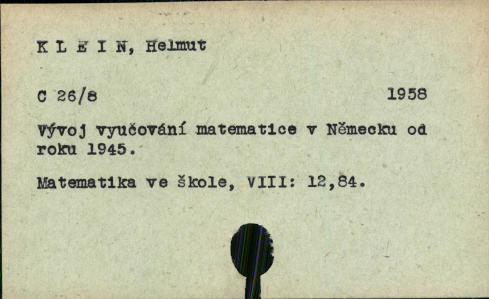 K L E I N, Helmut
C 26/8 1958
Vývoj vyučování matematice v Německu od
roku 1945.
Matematika ve škole, VIII: 12,84.